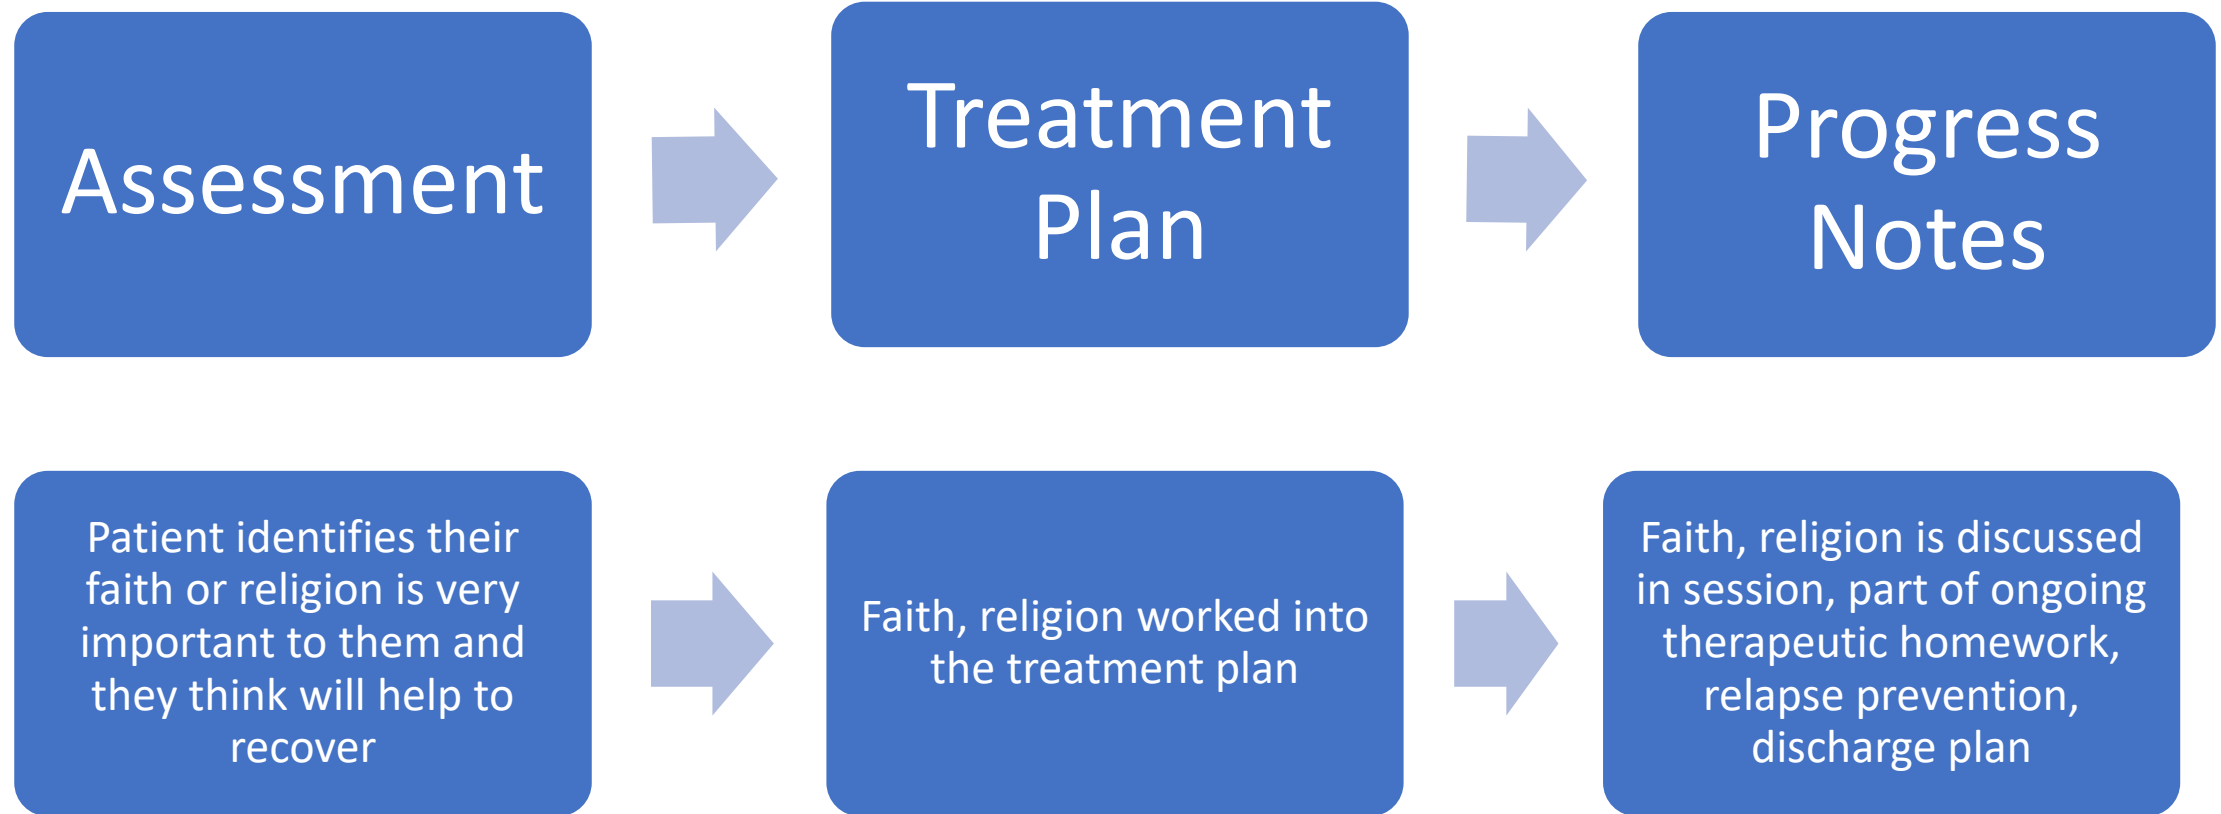 Assessment
Treatment
Plan
Progress
Notes
Patient identifies their
faith or religion is very
important to them and
they think will help to
recover
Faith, religion worked into
the treatment plan
Faith, religion is discussed
in session, part of ongoing
therapeutic homework,
relapse prevention,
discharge plan